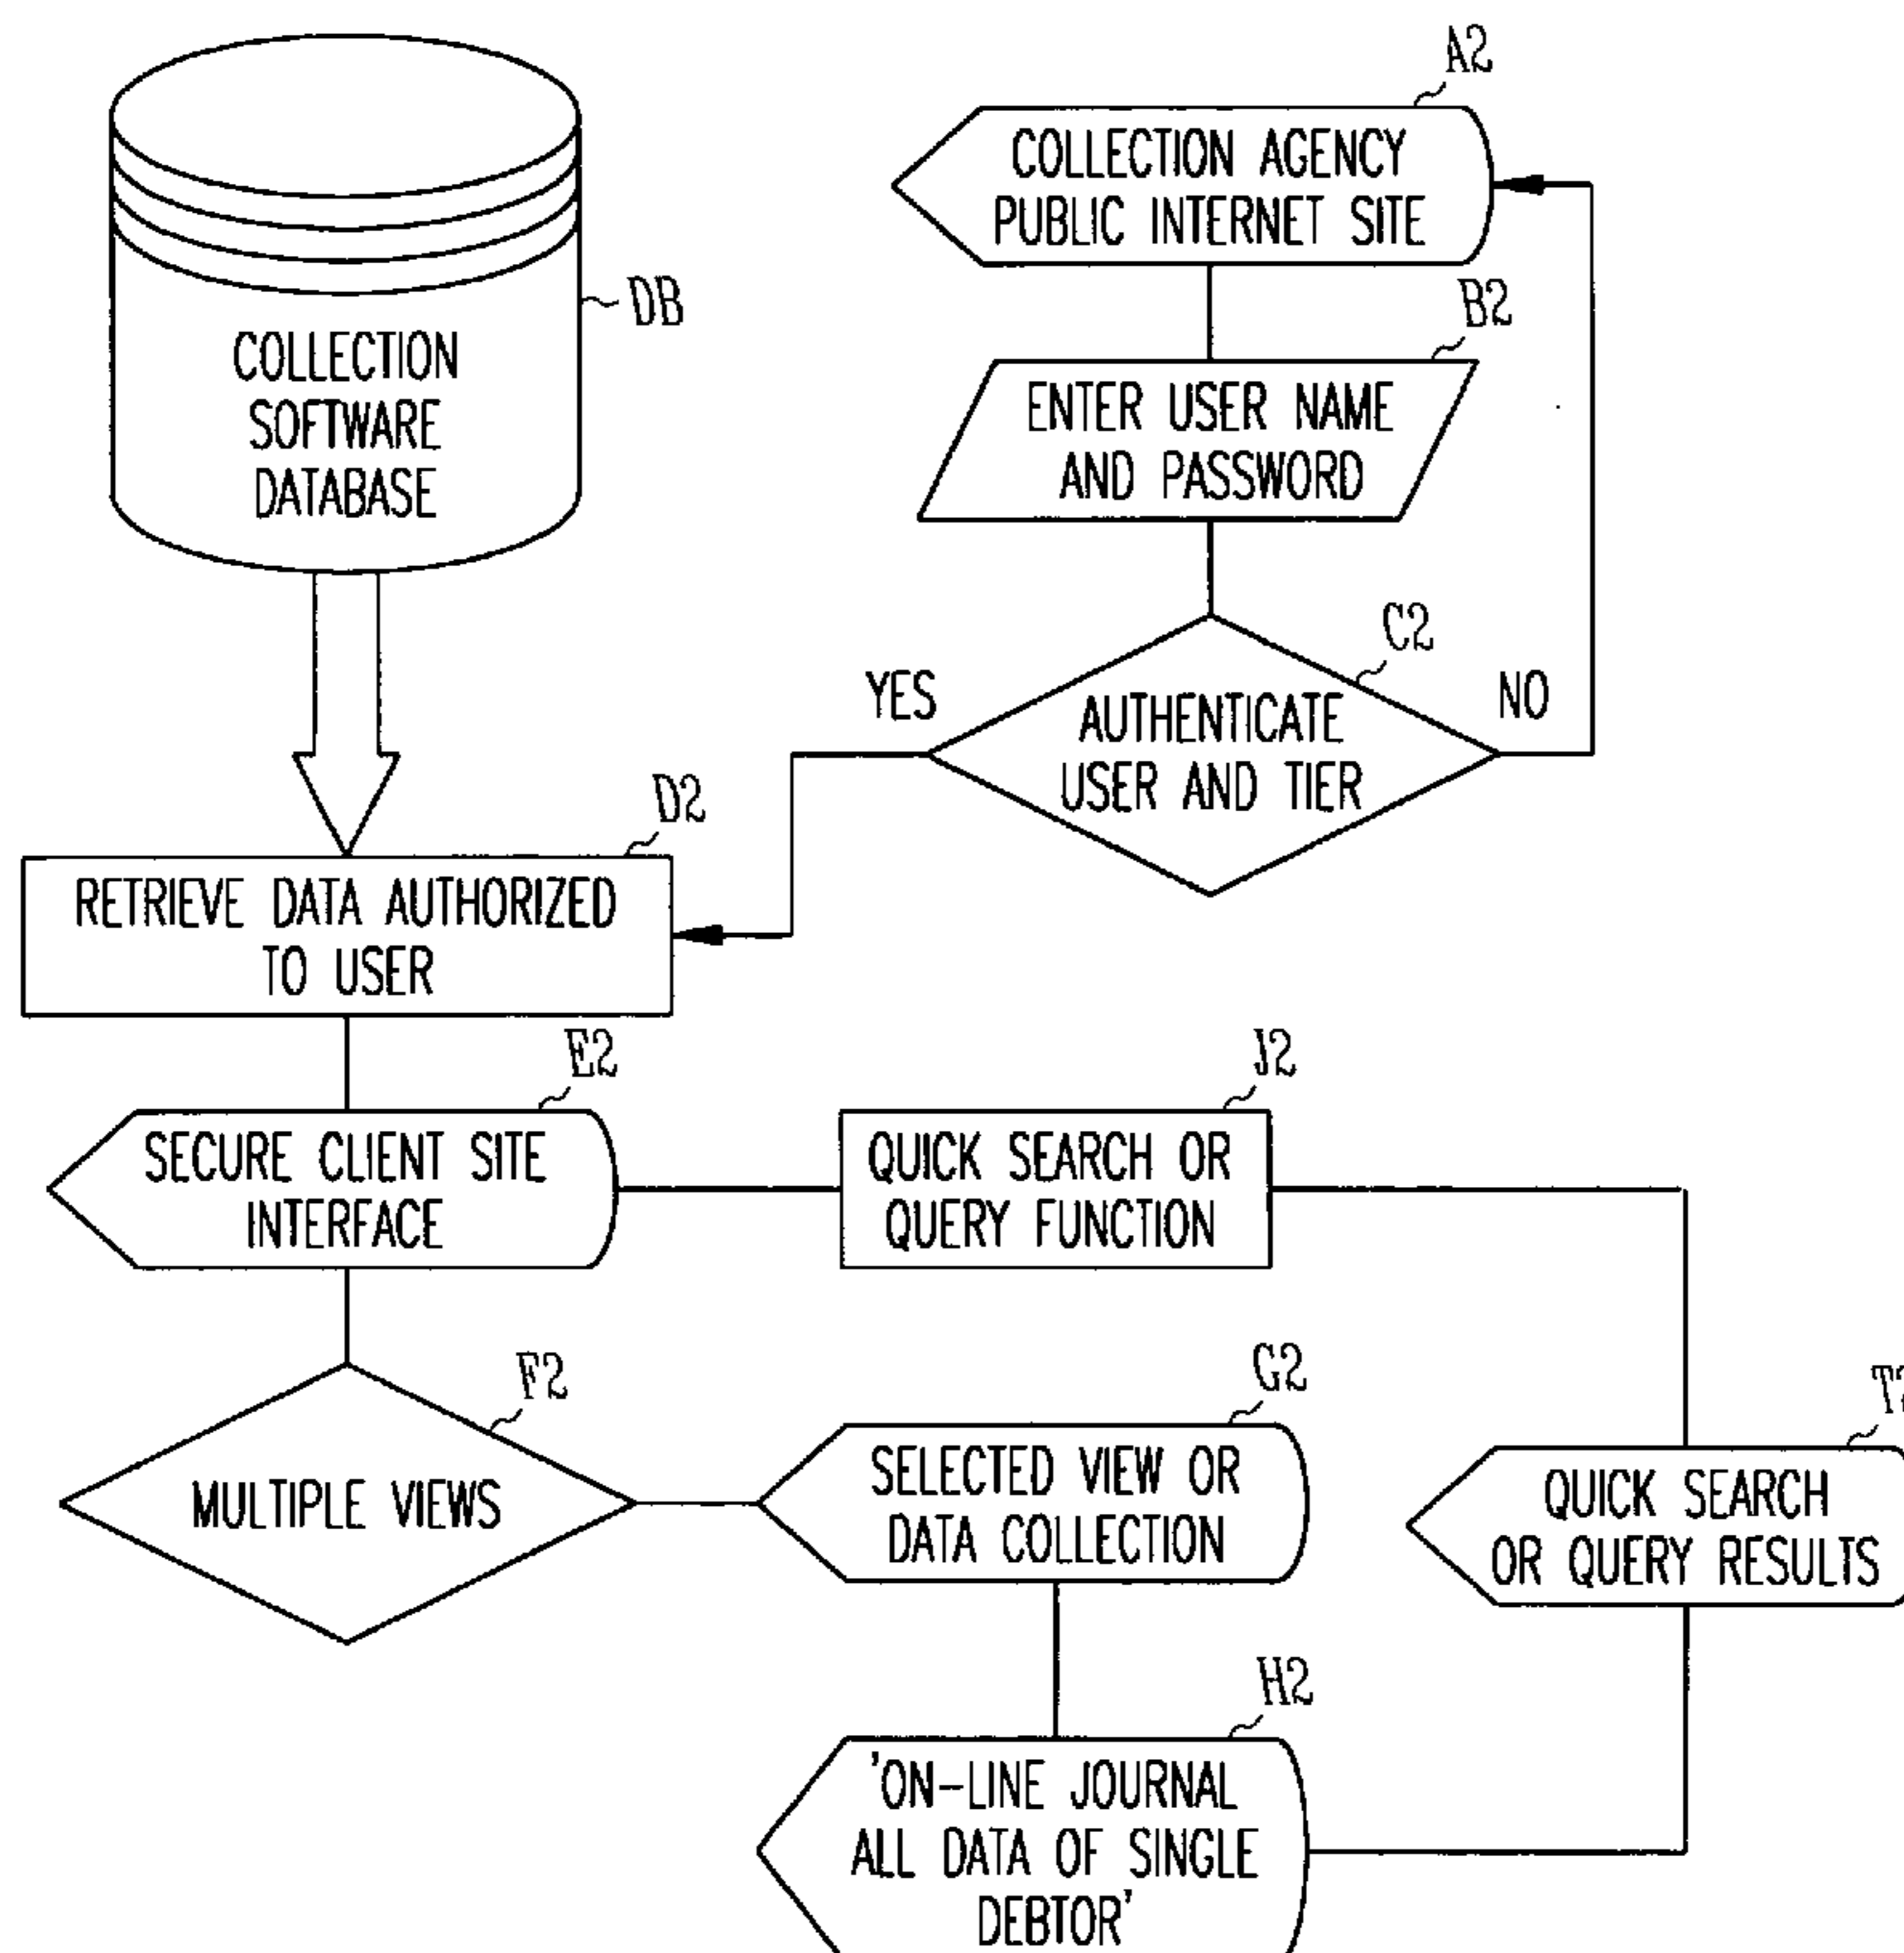 A2
COLLECTION AGENCY
PUBLIC INTERNET SITE
DB
COLLECTION
SOFTWARE
DATABASE
B2
ENTER USER NAME
AND PASSWORD
C2
YES
NO
AUTHENTICATE
USER AND TIER
D2
RETRIEVE DATA AUTHORIZED
TO USER
E2
SECURE CLIENT SITE
INTERFACE
J2
QUICK SEARCH OR
QUERY FUNCTION
F2
MULTIPLE VIEWS
G2
SELECTED VIEW OR
DATA COLLECTION
QUICK SEARCH
OR QUERY RESULTS
H2
'ON-LINE JOURNAL
ALL DATA OF SINGLE
DEBTOR'